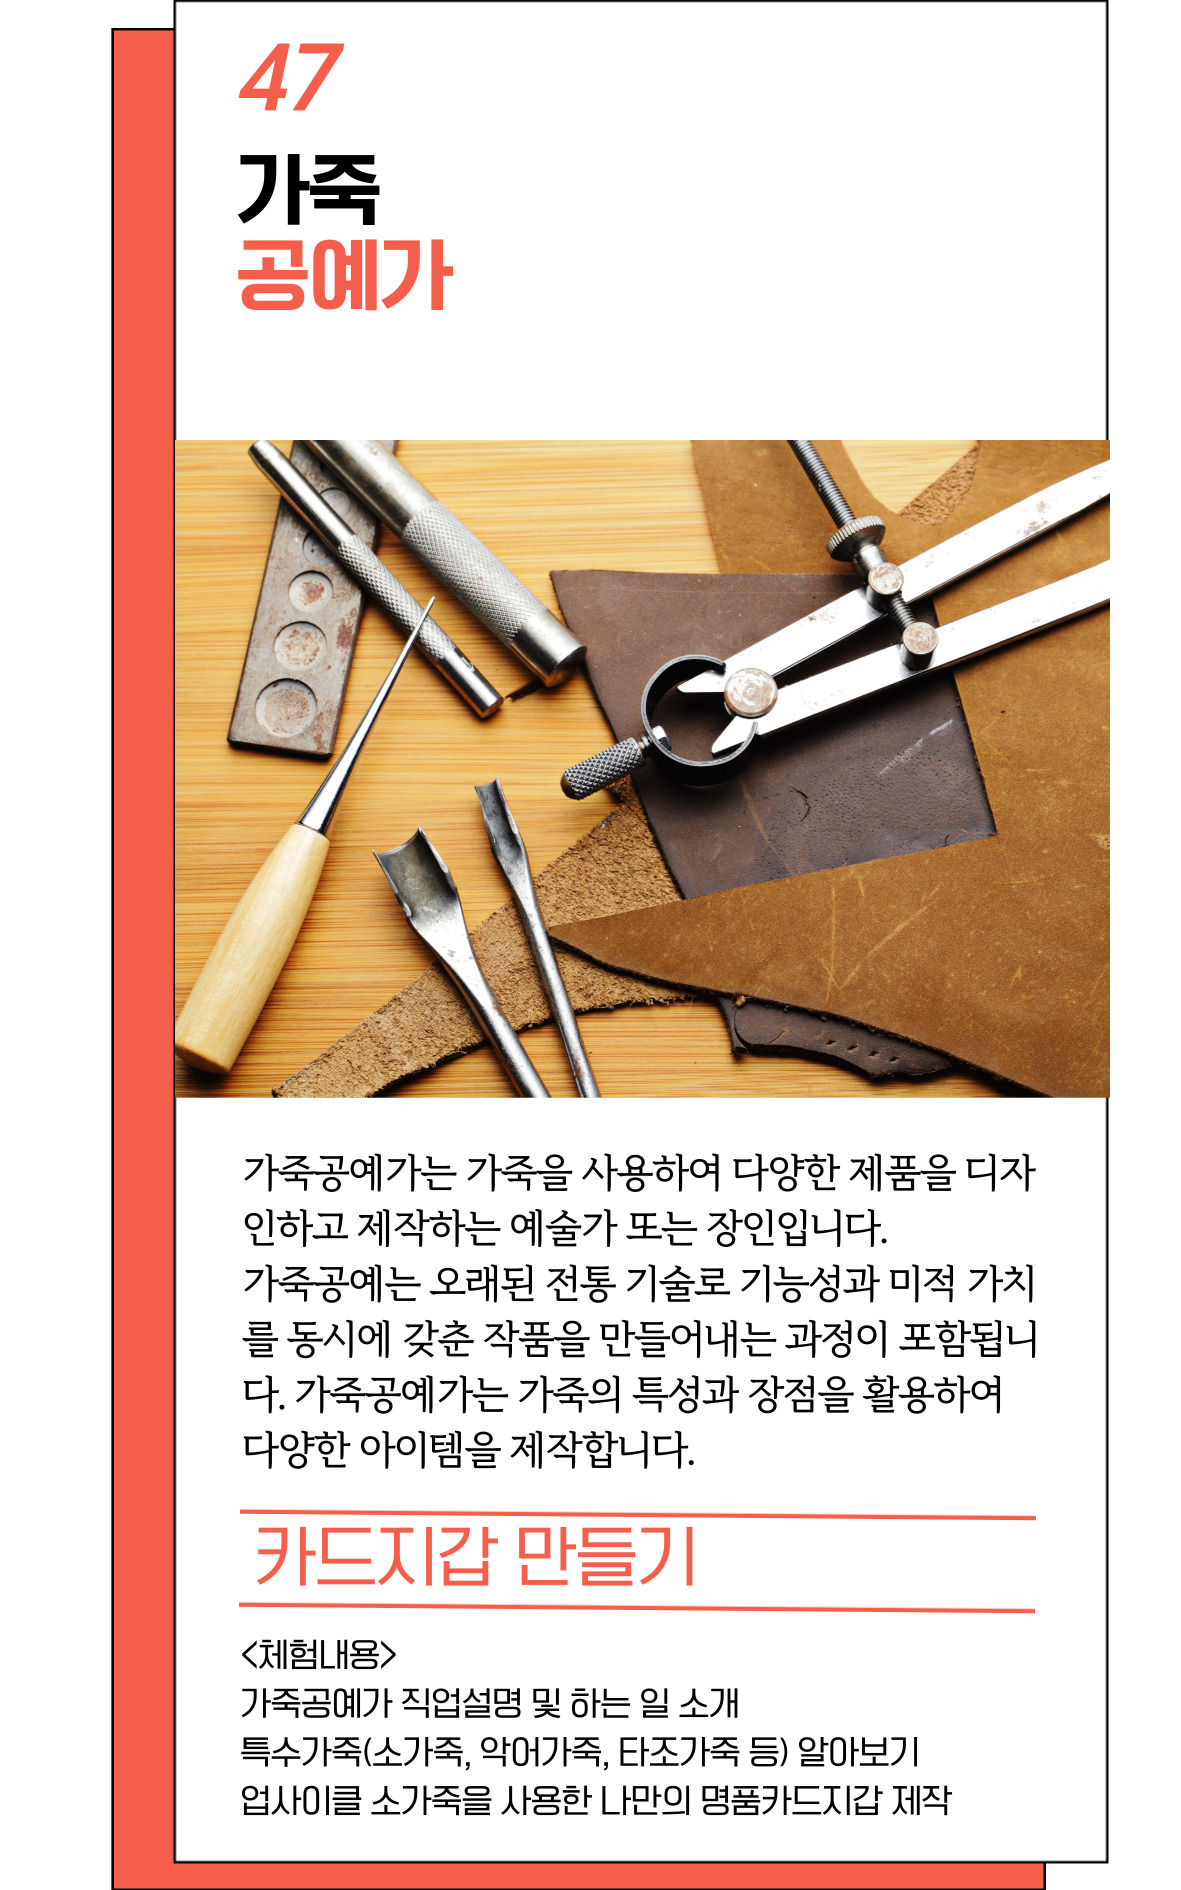 47
가죽
공예가
가죽공예가는 가죽을 사용하여 다양한 제품을 디자
인하고 제작하는 예술가 또는 장인입니다.
가죽공예는 오래된 전통 기술로 기능성과 미적 가치
를 동시에 갖춘 작품을 만들어내는 과정이 포함됩니
다. 가죽공예가는 가죽의 특성과 장점을 활용하여
다양한 아이템을 제작합니다.
카드지갑 만들기
<체험내용>
가죽공예가 직업설명 및 하는 일 소개
특수가죽(소가죽, 악어가죽, 타조가죽 등) 알아보기
업사이클 소가죽을 사용한 나만의 명품카드지갑 제작